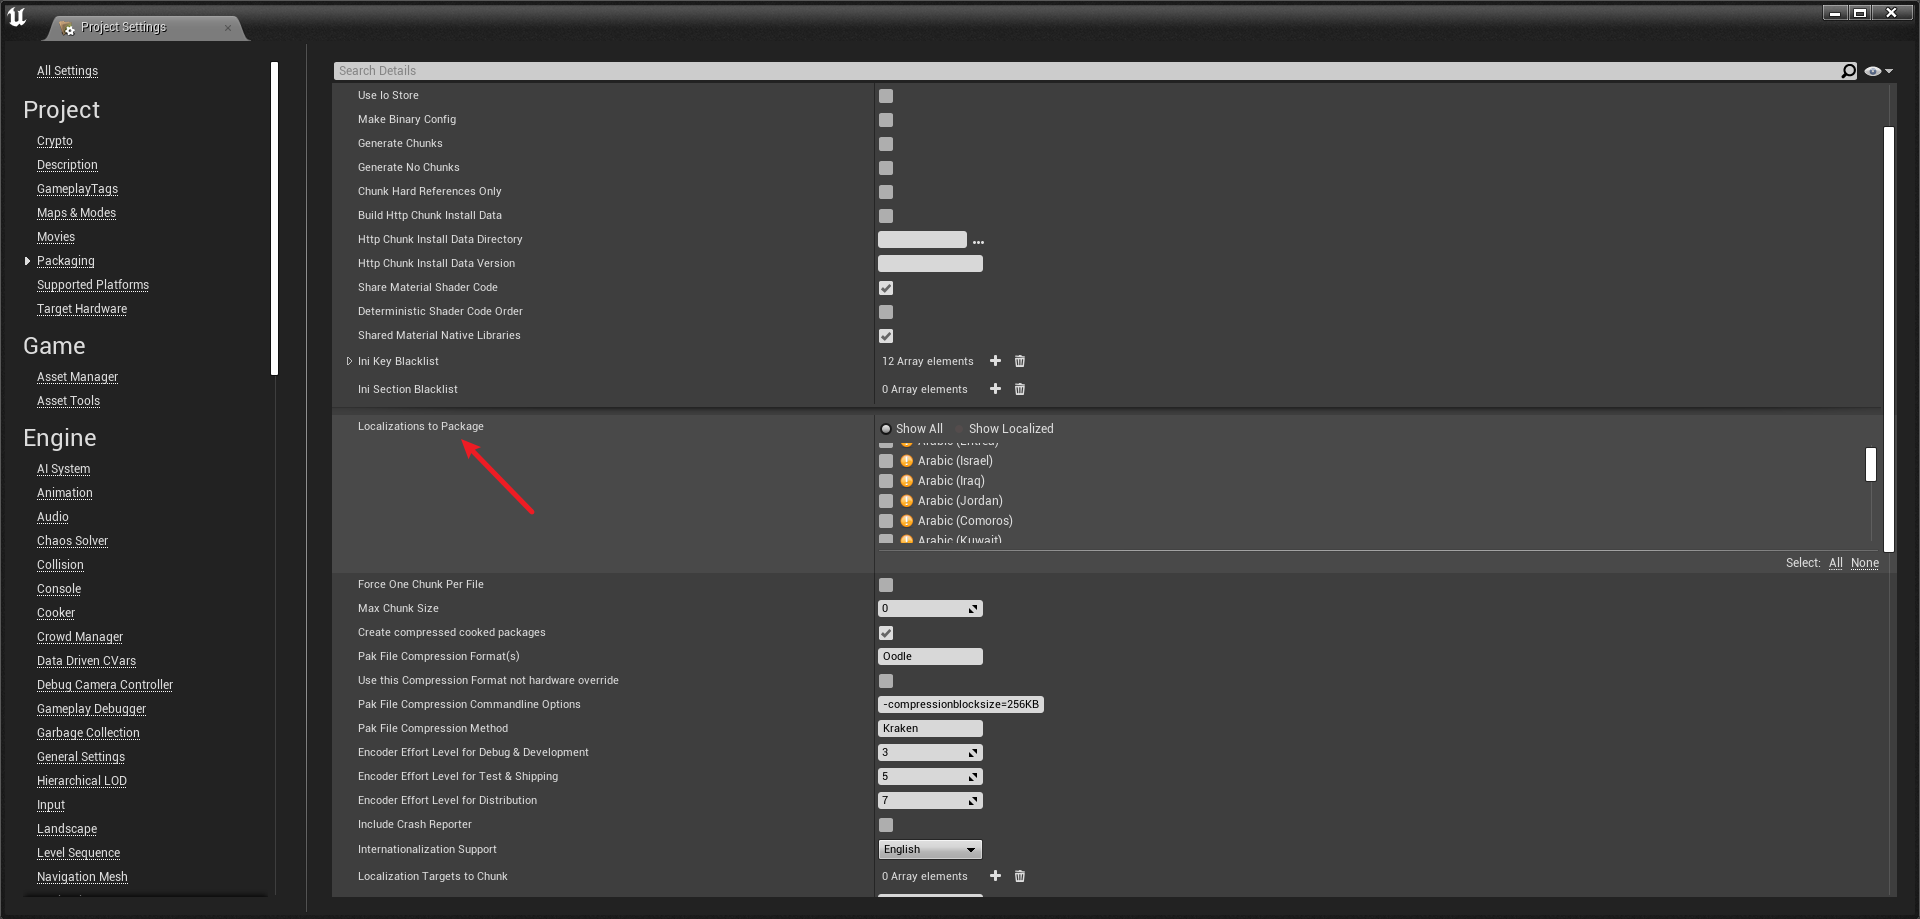 Project Settings
All Settings
Project
Crypto
Description
GameplayTags
Maps & Modes
Movies
Packaging
Supported Platforms
Target Hardware
Game
Asset Manager
Asset Tools
Engine
AI System
Animation
Audio
Chaos Solver
Collision
Console
Cooker
Crowd Manager
Data Driven CVars
Debug Camera Controller
Gameplay Debugger
Garbage Collection
General Settings
Hierarchical LOD
Input
Landscape
Level Sequence
Navigation Mesh
Search Details
Use Io Store
Make Binary Config
Generate Chunks
Generate No Chunks
Chunk Hard References Only
Build Http Chunk Install Data
Http Chunk Install Data Directory ...
Http Chunk Install Data Version
Share Material Shader Code
Deterministic Shader Code Order
Shared Material Native Libraries
Ini Key Blacklist 12 Array elements
Ini Section Blacklist 0 Array elements
Localizations to Package Show All Show Localized
Arabic (Eritrea)
Arabic (Israel)
Arabic (Iraq)
Arabic (Jordan)
Arabic (Comoros)
Arabic (Kuwait)
Select: All None
Force One Chunk Per File
Max Chunk Size 0
Create compressed cooked packages
Pak File Compression Format(s) Oodle
Use this Compression Format not hardware override
Pak File Compression Commandline Options -compressionblocksize=256KB
Pak File Compression Method Kraken
Encoder Effort Level for Debug & Development 3
Encoder Effort Level for Test & Shipping 5
Encoder Effort Level for Distribution 7
Include Crash Reporter
Internationalization Support English
Localization Targets to Chunk 0 Array elements